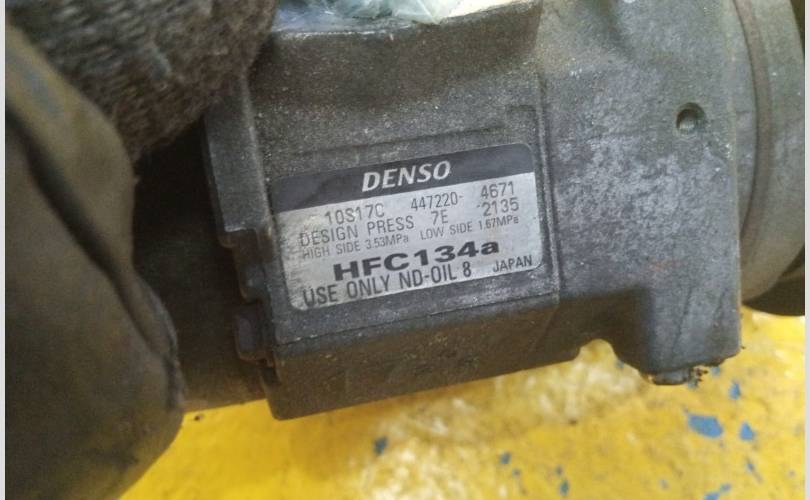 DENSO
10S17C 447220- 4671
DESIGN PRESS 7E -2135
HIGH SIDE 3.53MPa LOW SIDE 1.67MPa
HFC134a
USE ONLY ND-OIL 8 JAPAN